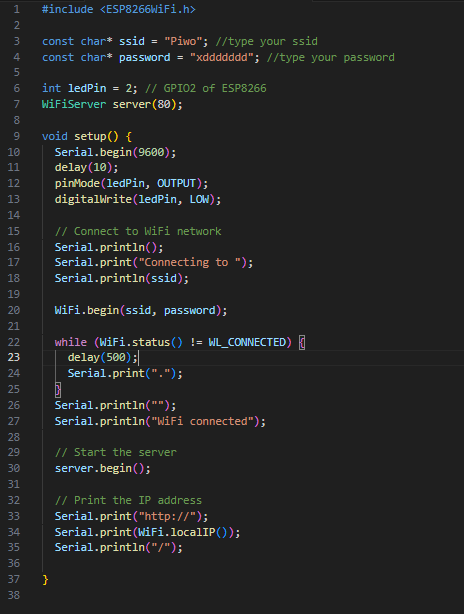 1 #include <ESP8266WiFi.h>
2
3 const char* ssid = "Piwo"; //type your ssid
4 const char* password = "xddddddd"; //type your password
5
6 int ledPin = 2; // GPIO2 of ESP8266
7 WiFiServer server(80);
8
9 void setup() {
10   Serial.begin(9600);
11   delay(10);
12   pinMode(ledPin, OUTPUT);
13   digitalWrite(ledPin, LOW);
14
15   // Connect to WiFi network
16   Serial.println();
17   Serial.print("Connecting to ");
18   Serial.println(ssid);
19
20   WiFi.begin(ssid, password);
21
22   while (WiFi.status() != WL_CONNECTED) {
23     delay(500);
24     Serial.print(".");
25   }
26   Serial.println("");
27   Serial.println("WiFi connected");
28
29   // Start the server
30   server.begin();
31
32   // Print the IP address
33   Serial.print("http://");
34   Serial.print(WiFi.localIP());
35   Serial.println("/");
36
37 }
38